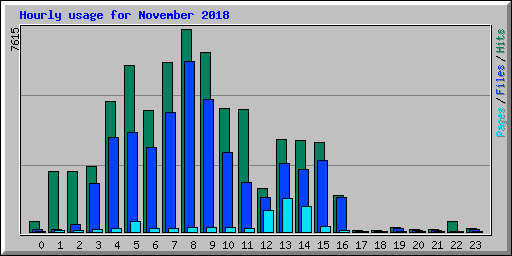 Hourly usage for November 2018
7615
Pages/Files/Hits
0 1 2 3 4 5 6 7 8 9 10 11 12 13 14 15 16 17 18 19 20 21 22 23